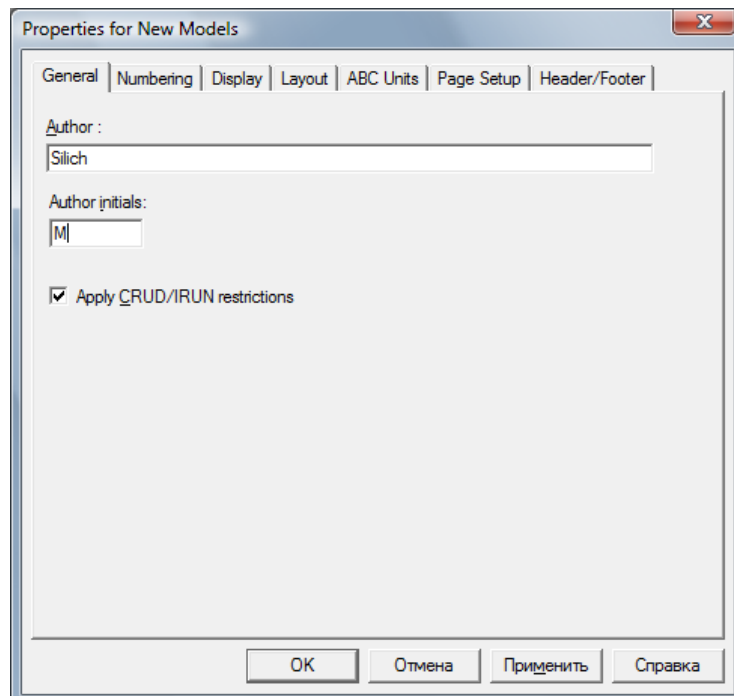 Properties for New Models
General Numbering Display Layout ABC Units Page Setup Header/Footer
Author :
Silich
Author initials:
M
Apply CRUD/IRUN restrictions
OK Отмена Применить Справка